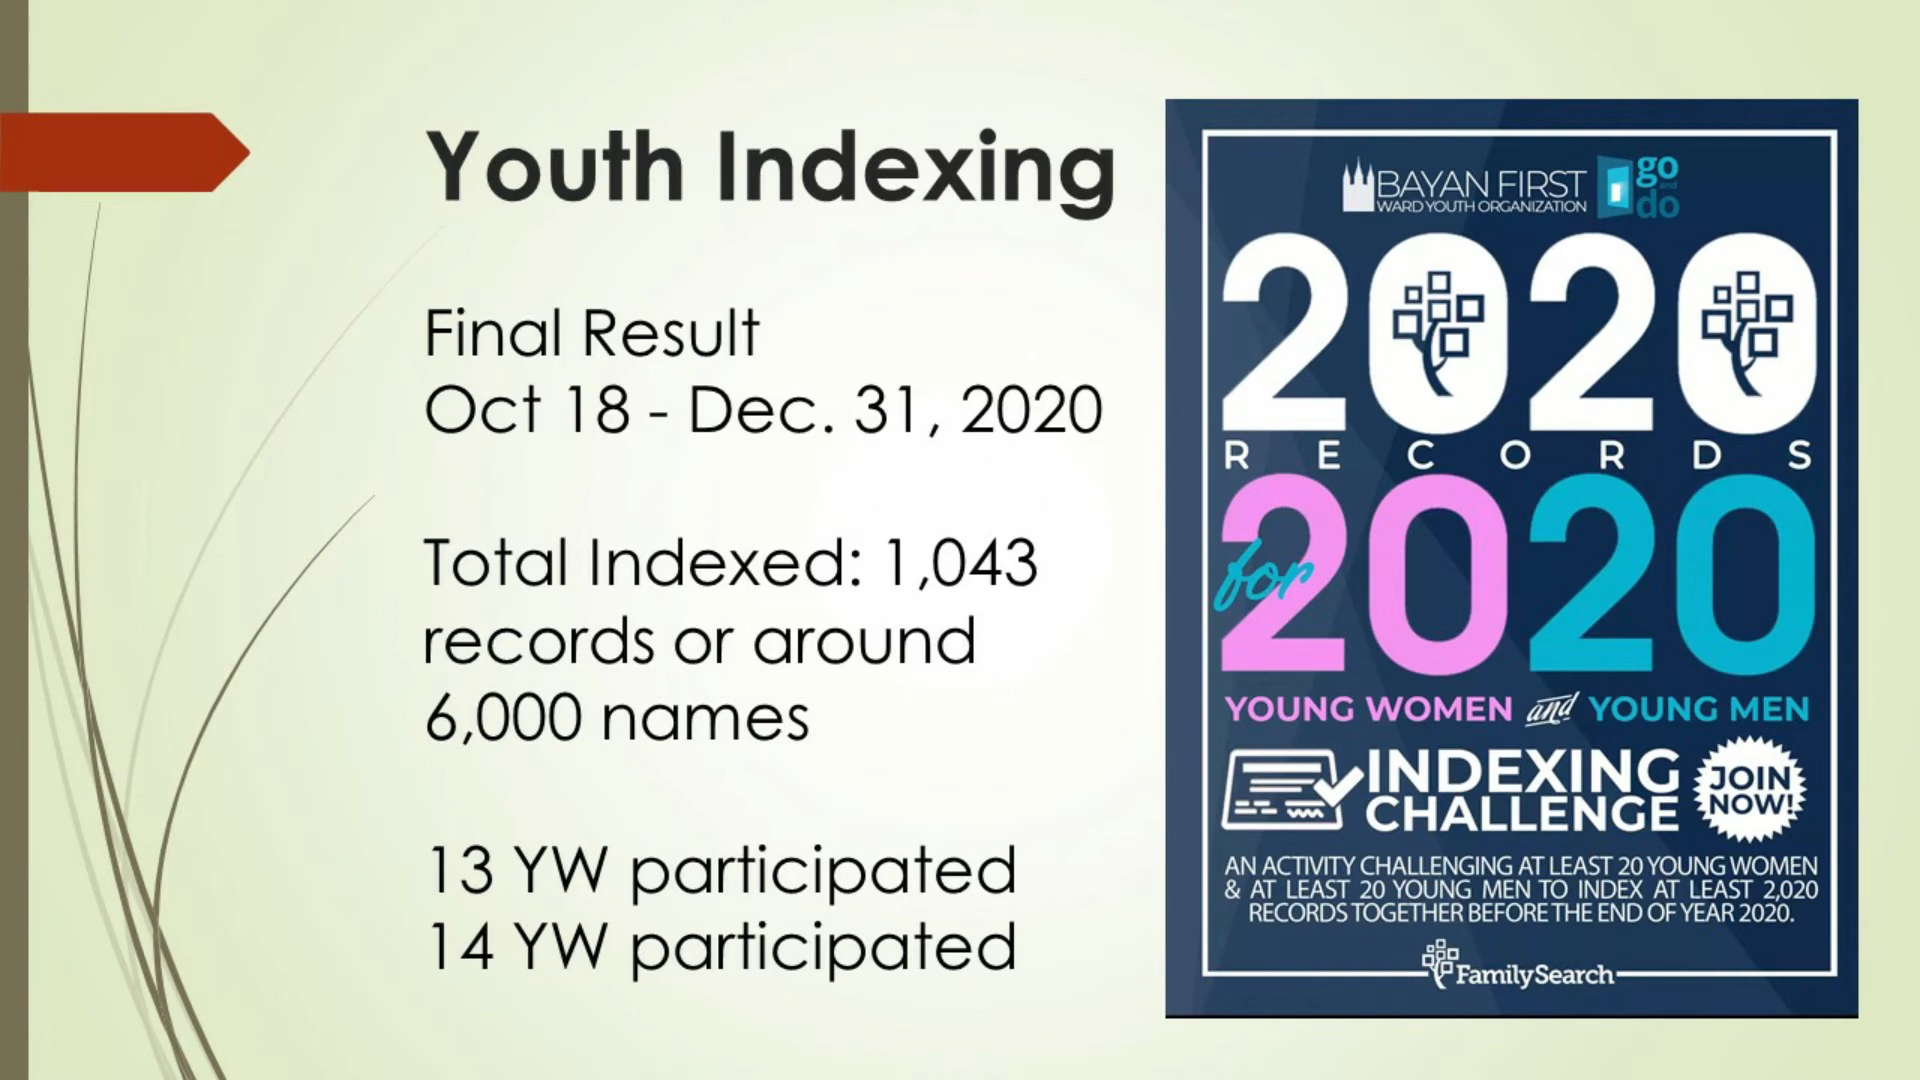 Youth Indexing
Final Result
Oct 18 - Dec. 31, 2020
Total Indexed: 1,043
records or around
6,000 names
13 YW participated
14 YW participated
BAYAN FIRST
WARD YOUTH ORGANIZATION
go
and
do
2020
RECORDS
for
2020
YOUNG WOMEN and YOUNG MEN
INDEXING
CHALLENGE
JOIN
NOW!
AN ACTIVITY CHALLENGING AT LEAST 20 YOUNG WOMEN
& AT LEAST 20 YOUNG MEN TO INDEX AT LEAST 2,020
RECORDS TOGETHER BEFORE THE END OF YEAR 2020.
FamilySearch